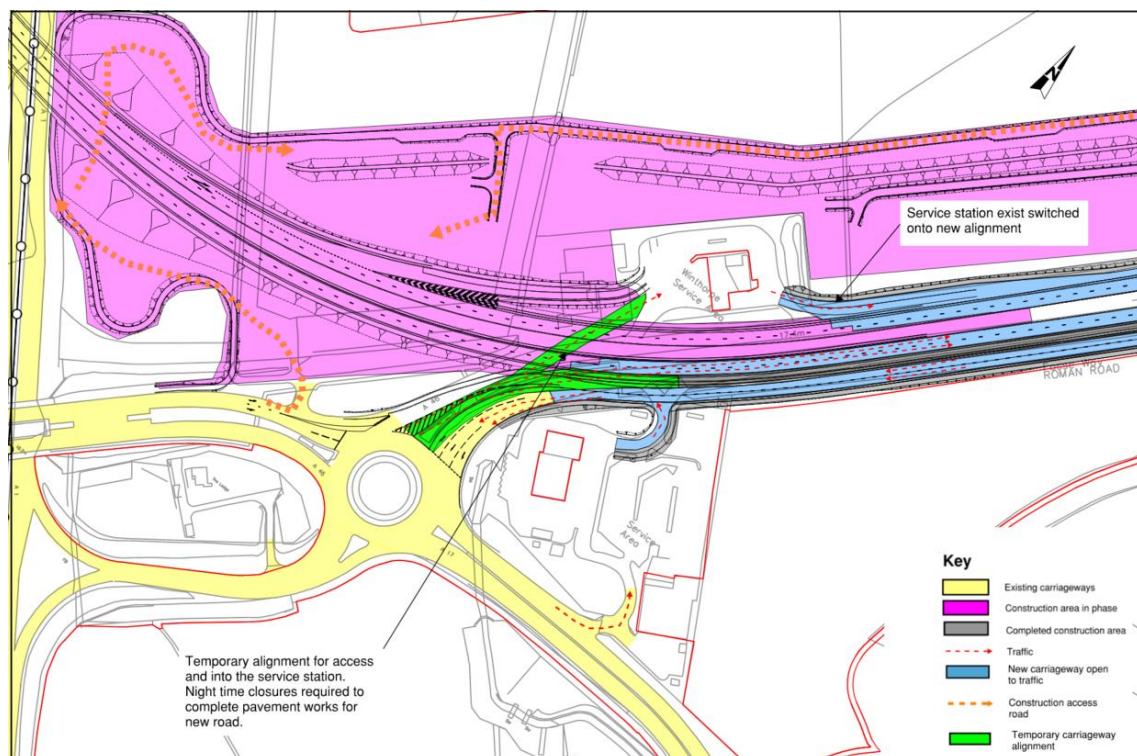 N
Service station exist switched
onto new alignment
Winthorpe
Service Area
17.4m
ROMAN ROAD
A 46
A 46
A 1
A 17
Service
Area
Temporary alignment for access
and into the service station.
Night time closures required to
complete pavement works for
new road.
Key
Existing carriageways
Construction area in phase
Completed construction area
Traffic
New carriageway open
to traffic
Construction access
road
Temporary carriageway
alignment